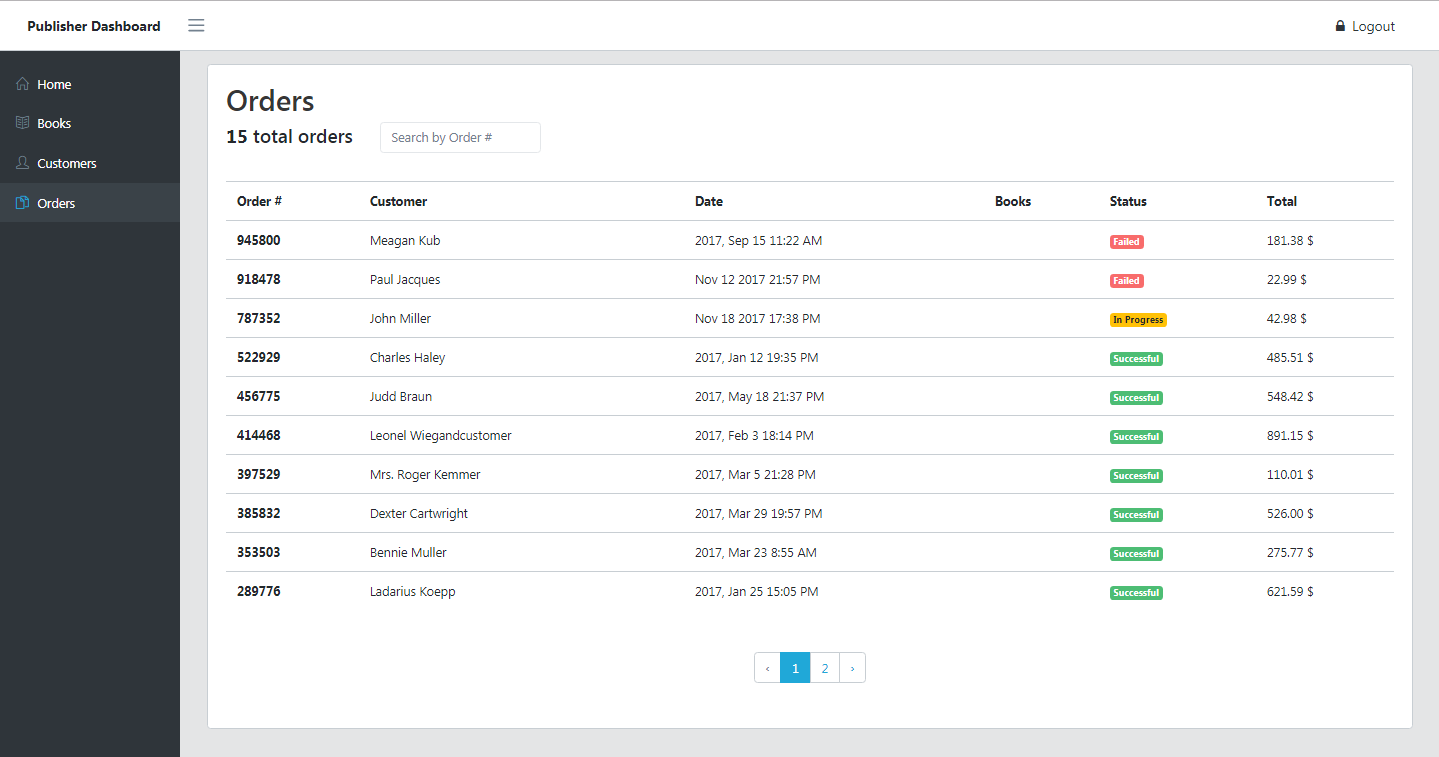 Publisher Dashboard
Logout
Home
Books
Customers
Orders
Orders
15 total orders
Search by Order #
Order # Customer Date Books Status Total
945800 Meagan Kub 2017, Sep 15 11:22 AM Failed 181.38 $
918478 Paul Jacques Nov 12 2017 21:57 PM Failed 22.99 $
787352 John Miller Nov 18 2017 17:38 PM In Progress 42.98 $
522929 Charles Haley 2017, Jan 12 19:35 PM Successful 485.51 $
456775 Judd Braun 2017, May 18 21:37 PM Successful 548.42 $
414468 Leonel Wiegandcustomer 2017, Feb 3 18:14 PM Successful 891.15 $
397529 Mrs. Roger Kemmer 2017, Mar 5 21:28 PM Successful 110.01 $
385832 Dexter Cartwright 2017, Mar 29 19:57 PM Successful 526.00 $
353503 Bennie Muller 2017, Mar 23 8:55 AM Successful 275.77 $
289776 Ladarius Koepp 2017, Jan 25 15:05 PM Successful 621.59 $
‹ 1 2 ›